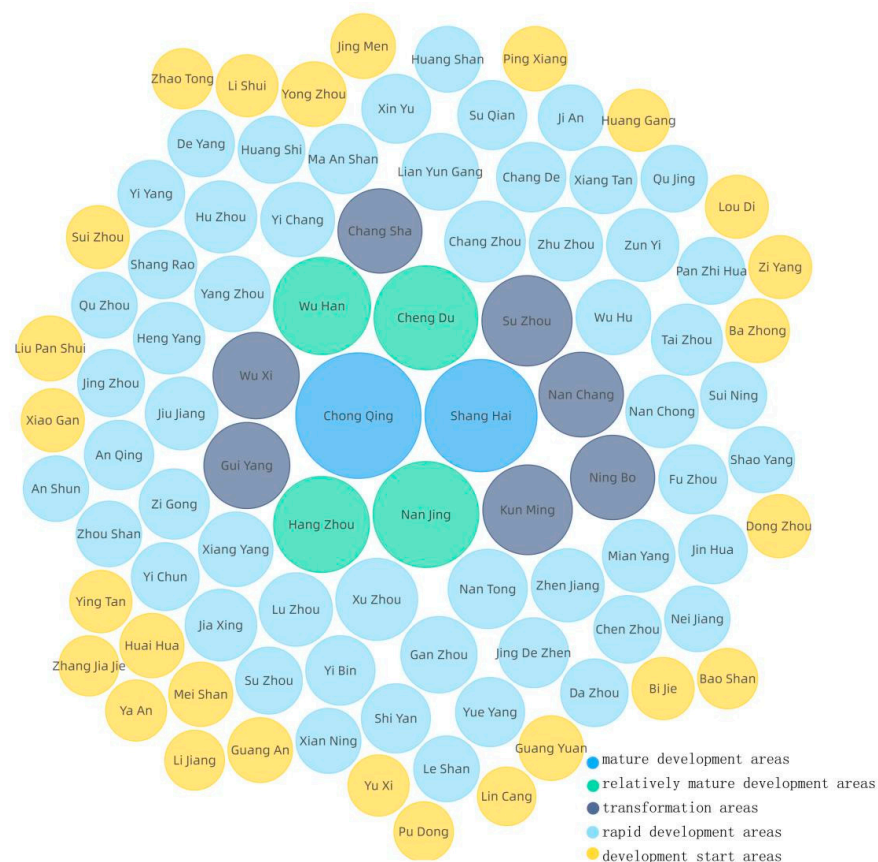 Jing Men
Huang Shan
Ping Xiang
Zhao Tong
Li Shui
Yong Zhou
Xin Yu
Su Qian
Ji An
Huang Gang
De Yang
Huang Shi
Ma An Shan
Lian Yun Gang
Chang De
Xiang Tan
Qu Jing
Yi Yang
Hu Zhou
Yi Chang
Chang Sha
Chang Zhou
Zhu Zhou
Zun Yi
Lou Di
Sui Zhou
Shang Rao
Yang Zhou
Wu Han
Cheng Du
Su Zhou
Wu Hu
Pan Zhi Hua
Zi Yang
Qu Zhou
Heng Yang
Tai Zhou
Ba Zhong
Liu Pan Shui
Jing Zhou
Wu Xi
Nan Chang
Sui Ning
Xiao Gan
Jiu Jiang
Chong Qing
Shang Hai
Nan Chong
An Qing
Gui Yang
Ning Bo
Fu Zhou
Shao Yang
An Shun
Zi Gong
Hang Zhou
Nan Jing
Kun Ming
Dong Zhou
Zhou Shan
Xiang Yang
Mian Yang
Jin Hua
Yi Chun
Nan Tong
Zhen Jiang
Ying Tan
Jia Xing
Lu Zhou
Xu Zhou
Chen Zhou
Nei Jiang
Zhang Jia Jie
Huai Hua
Gan Zhou
Jing De Zhen
Ya An
Mei Shan
Su Zhou
Yi Bin
Da Zhou
Bi Jie
Bao Shan
Li Jiang
Guang An
Xian Ning
Shi Yan
Yue Yang
Guang Yuan
Yu Xi
Le Shan
Lin Cang
Pu Dong
mature development areas
relatively mature development areas
transformation areas
rapid development areas
development start areas